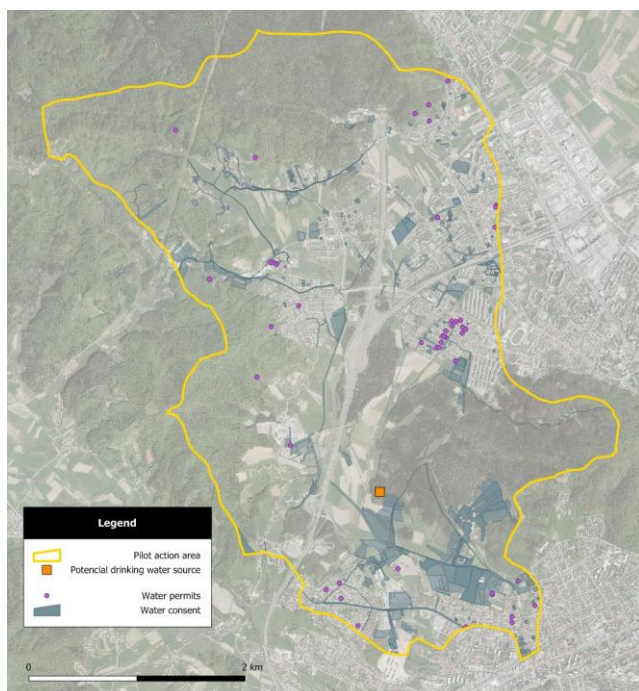 Legend
Pilot action area
Potencial drinking water source
Water permits
Water consent
0 2 km